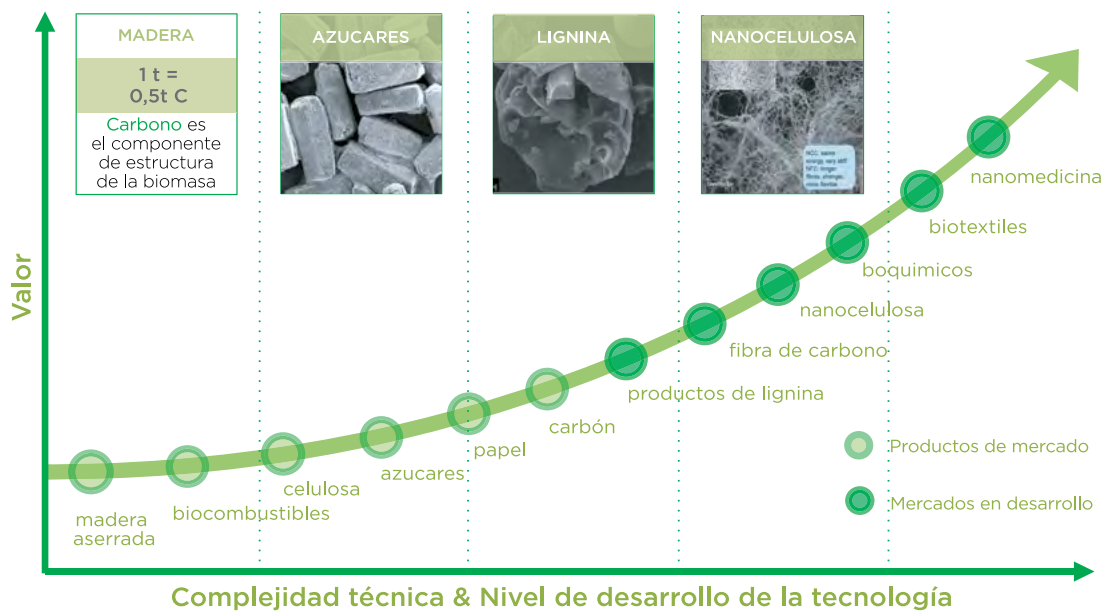 MADERA
1 t =
0,5t C
Carbono es
el componente
de estructura
de la biomasa
AZUCARES
LIGNINA
NANOCELULOSA
Valor
nanomedicina
biotextiles
boquimicos
nanocelulosa
fibra de carbono
productos de lignina
carbón
papel
azucares
celulosa
biocombustibles
madera
aserrada
Productos de mercado
Mercados en desarrollo
Complejidad técnica & Nivel de desarrollo de la tecnología